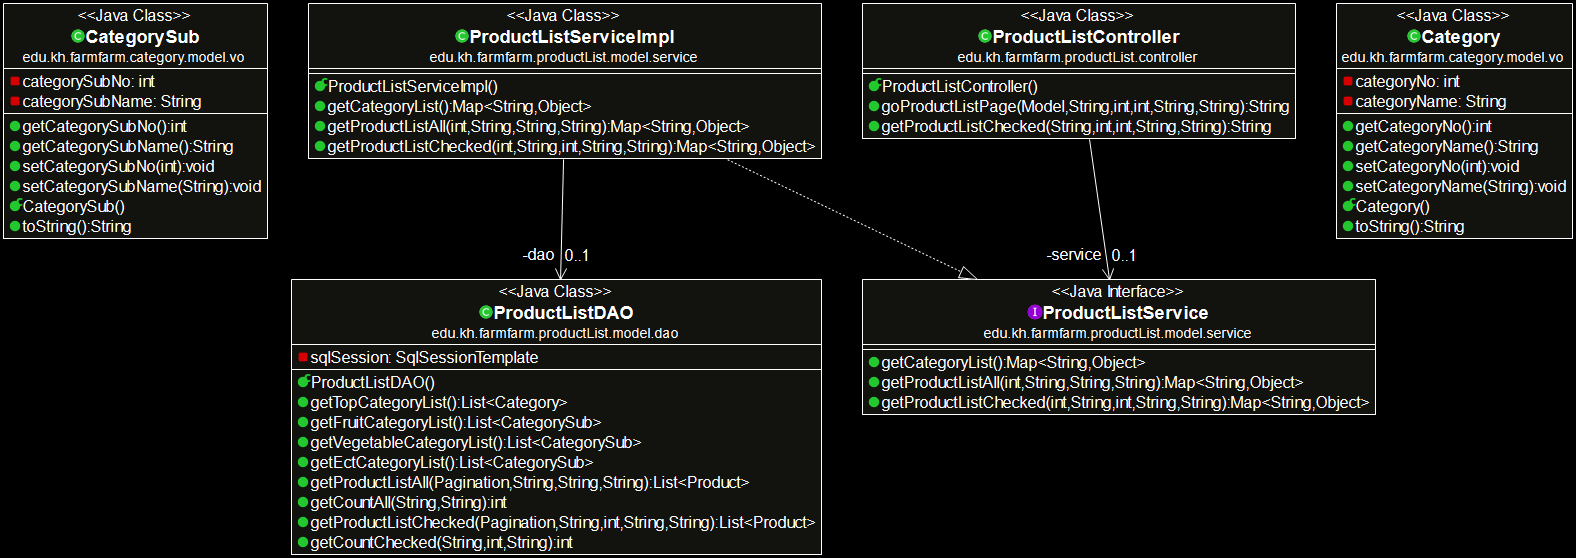 <<Java Class>>
CategorySub
edu.kh.farmfarm.category.model.vo
categorySubNo: int
categorySubName: String
getCategorySubNo():int
getCategorySubName():String
setCategorySubNo(int):void
setCategorySubName(String):void
CategorySub()
toString():String
<<Java Class>>
ProductListServiceImpl
edu.kh.farmfarm.productList.model.service
ProductListServiceImpl()
getCategoryList():Map<String,Object>
getProductListAll(int,String,String,String):Map<String,Object>
getProductListChecked(int,String,int,String,String):Map<String,Object>
<<Java Class>>
ProductListController
edu.kh.farmfarm.productList.controller
ProductListController()
goProductListPage(Model,String,int,int,String,String):String
getProductListChecked(String,int,int,String,String):String
<<Java Class>>
Category
edu.kh.farmfarm.category.model.vo
categoryNo: int
categoryName: String
getCategoryNo():int
getCategoryName():String
setCategoryNo(int):void
setCategoryName(String):void
Category()
toString():String
-dao 0..1
-service 0..1
<<Java Class>>
ProductListDAO
edu.kh.farmfarm.productList.model.dao
sqlSession: SqlSessionTemplate
ProductListDAO()
getTopCategoryList():List<Category>
getFruitCategoryList():List<CategorySub>
getVegetableCategoryList():List<CategorySub>
getEctCategoryList():List<CategorySub>
getProductListAll(Pagination,String,String,String):List<Product>
getCountAll(String,String):int
getProductListChecked(Pagination,String,int,String,String):List<Product>
getCountChecked(String,int,String):int
<<Java Interface>>
ProductListService
edu.kh.farmfarm.productList.model.service
getCategoryList():Map<String,Object>
getProductListAll(int,String,String,String):Map<String,Object>
getProductListChecked(int,String,int,String,String):Map<String,Object>